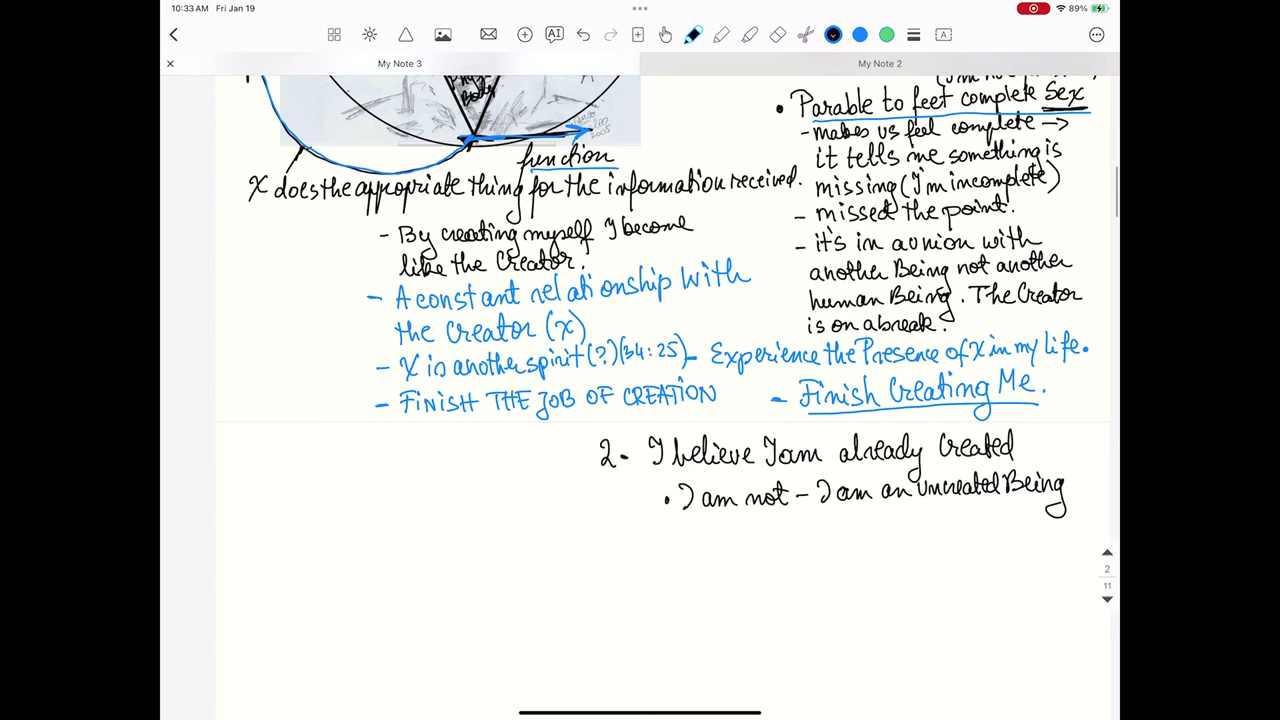 10:33 AM Fri Jan 19
89%
My Note 3
My Note 2
Body
function
X does the appropriate thing for the information received.
- By creating myself I become
like the Creator.
- A constant relationship with
the Creator (x)
- X is another spirit (?) (34:25)
- FINISH THE JOB OF CREATION
• Parable to feet complete Sex
- makes us feel complete →
it tells me something is
missing (I'm incomplete)
- missed the point.
- it's in a union with
another Being not another
human Being. The Creator
is on a break.
- Experience the Presence of X in my life.
- Finish Creating Me.
2. I believe I am already Created
• I am not - I am an uncreated Being
2
11